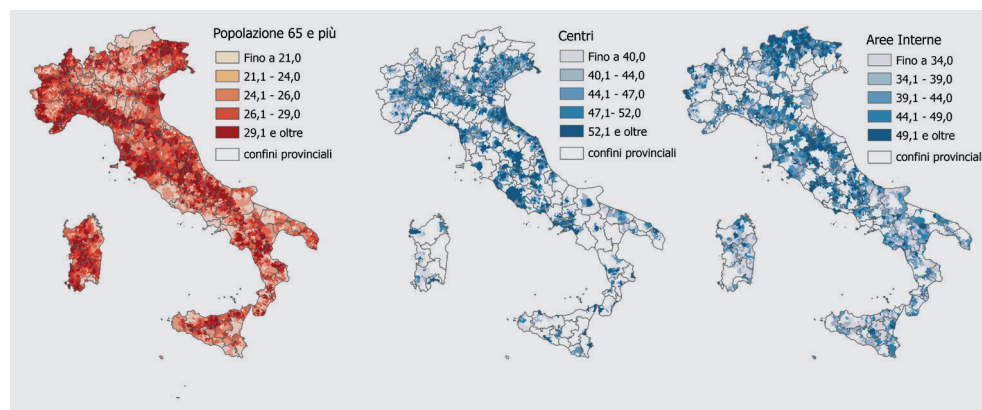 Popolazione 65 e più
Fino a 21,0
21,1 - 24,0
24,1 - 26,0
26,1 - 29,0
29,1 e oltre
confini provinciali
Centri
Fino a 40,0
40,1 - 44,0
44,1 - 47,0
47,1- 52,0
52,1 e oltre
confini provinciali
Aree Interne
Fino a 34,0
34,1 - 39,0
39,1 - 44,0
44,1 - 49,0
49,1 e oltre
confini provinciali